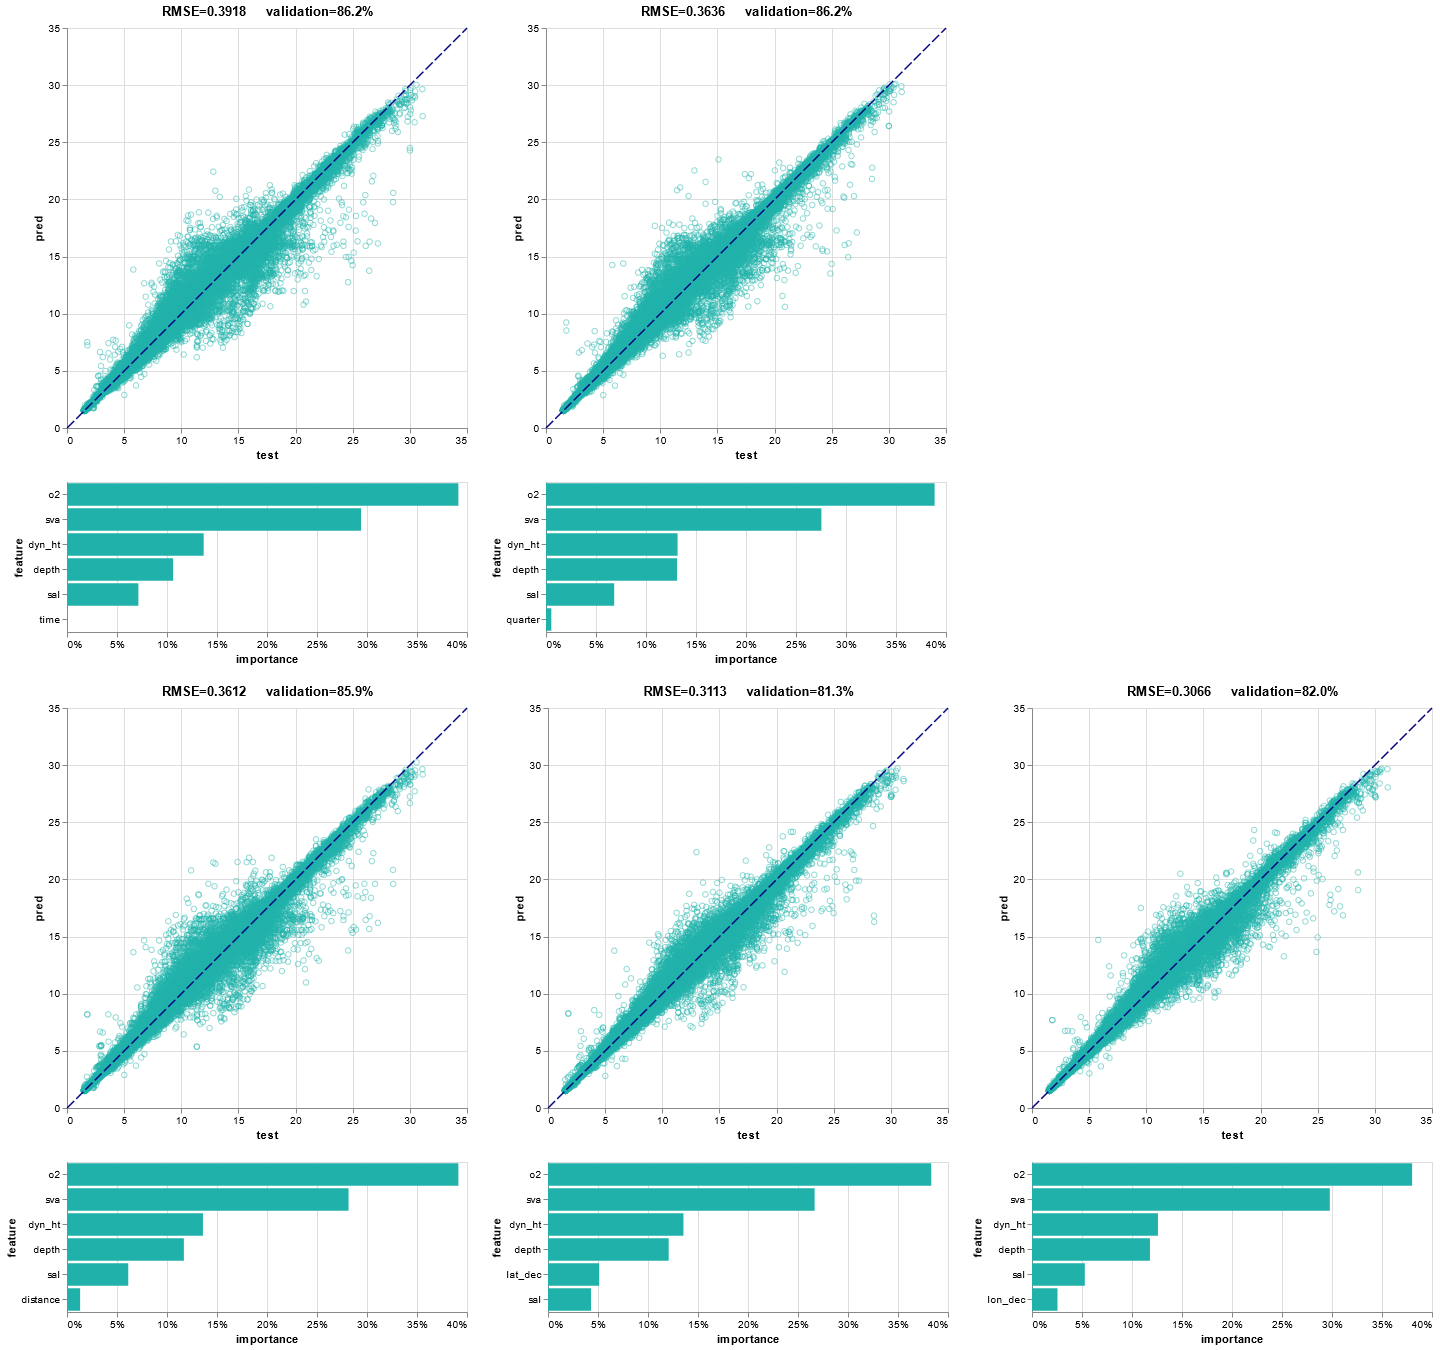 RMSE=0.3918 validation=86.2%
35
30
25
20
15
10
5
0
pred
0 5 10 15 20 25 30 35
test
o2
sva
dyn_ht
depth
sal
time
feature
0% 5% 10% 15% 20% 25% 30% 35% 40%
importance
RMSE=0.3636 validation=86.2%
35
30
25
20
15
10
5
0
pred
0 5 10 15 20 25 30 35
test
o2
sva
dyn_ht
depth
sal
quarter
feature
0% 5% 10% 15% 20% 25% 30% 35% 40%
importance
RMSE=0.3612 validation=85.9%
35
30
25
20
15
10
5
0
pred
0 5 10 15 20 25 30 35
test
o2
sva
dyn_ht
depth
sal
distance
feature
0% 5% 10% 15% 20% 25% 30% 35% 40%
importance
RMSE=0.3113 validation=81.3%
35
30
25
20
15
10
5
0
pred
0 5 10 15 20 25 30 35
test
o2
sva
dyn_ht
depth
lat_dec
sal
feature
0% 5% 10% 15% 20% 25% 30% 35% 40%
importance
RMSE=0.3066 validation=82.0%
35
30
25
20
15
10
5
0
pred
0 5 10 15 20 25 30 35
test
o2
sva
dyn_ht
depth
sal
lon_dec
feature
0% 5% 10% 15% 20% 25% 30% 35% 40%
importance